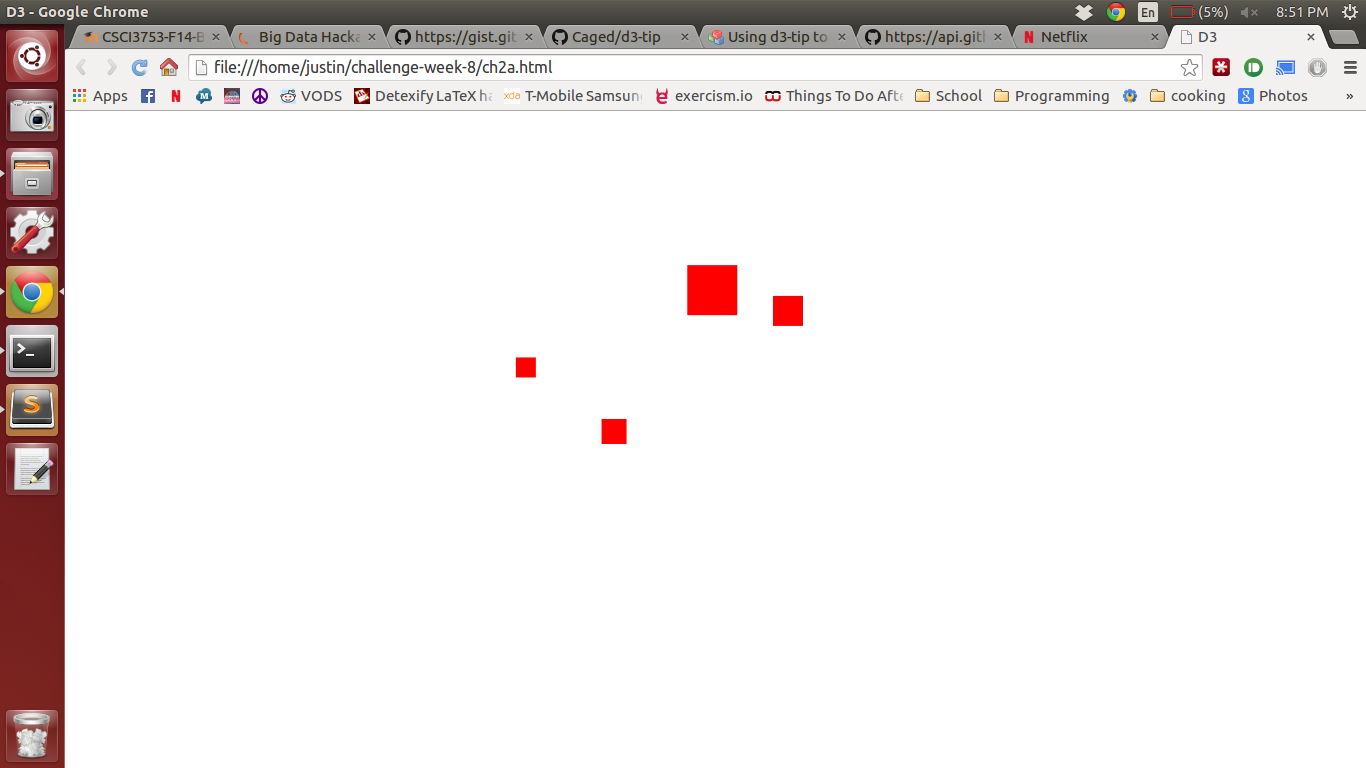 D3 - Google Chrome
En
(5%)
8:51 PM
CSCI3753-F14-B
Big Data Hacka
https://gist.git
Caged/d3-tip
Using d3-tip to
https://api.gith
Netflix
D3
file:///home/justin/challenge-week-8/ch2a.html
Apps
VODS
Detexify LaTeX ha
xda T-Mobile Samsun
exercism.io
Things To Do Afte
School
Programming
cooking
Photos
»